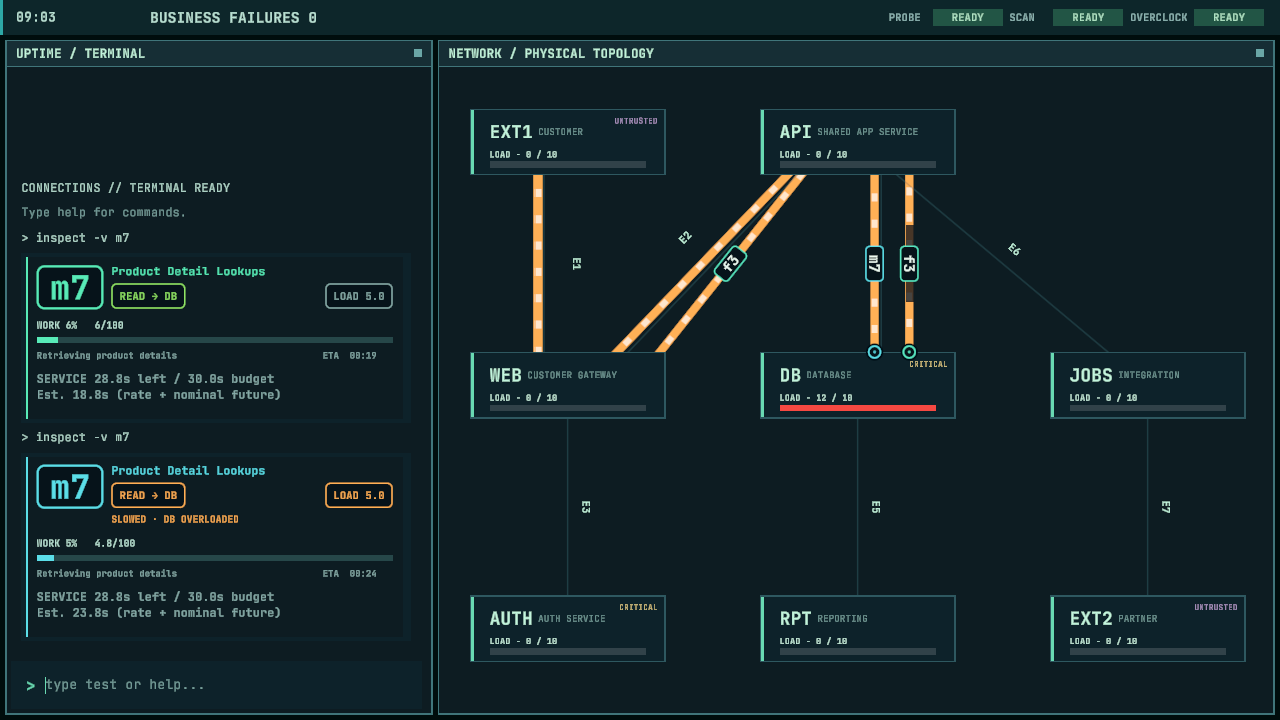 09:03
BUSINESS FAILURES 0
PROBE READY SCAN READY OVERCLOCK READY
UPTIME / TERMINAL
CONNECTIONS // TERMINAL READY
Type help for commands.
> inspect -v m7
m7
Product Detail Lookups
READ → DB
LOAD 5.0
WORK 6% 6/100
Retrieving product details
ETA 00:19
SERVICE 28.8s left / 30.0s budget
Est. 18.8s (rate + nominal future)
> inspect -v m7
m7
Product Detail Lookups
READ → DB
LOAD 5.0
SLOWED · DB OVERLOADED
WORK 5% 4.8/100
Retrieving product details
ETA 00:24
SERVICE 28.8s left / 30.0s budget
Est. 23.8s (rate + nominal future)
> type test or help...
NETWORK / PHYSICAL TOPOLOGY
UNTRUSTED
EXT1 CUSTOMER
LOAD - 0 / 10
API SHARED APP SERVICE
LOAD - 0 / 10
E1
E2
f3
m7
f3
E6
WEB CUSTOMER GATEWAY
LOAD - 0 / 10
CRITICAL
DB DATABASE
LOAD - 12 / 10
JOBS INTEGRATION
LOAD - 0 / 10
E3
E5
E7
CRITICAL
AUTH AUTH SERVICE
LOAD - 0 / 10
RPT REPORTING
LOAD - 0 / 10
UNTRUSTED
EXT2 PARTNER
LOAD - 0 / 10